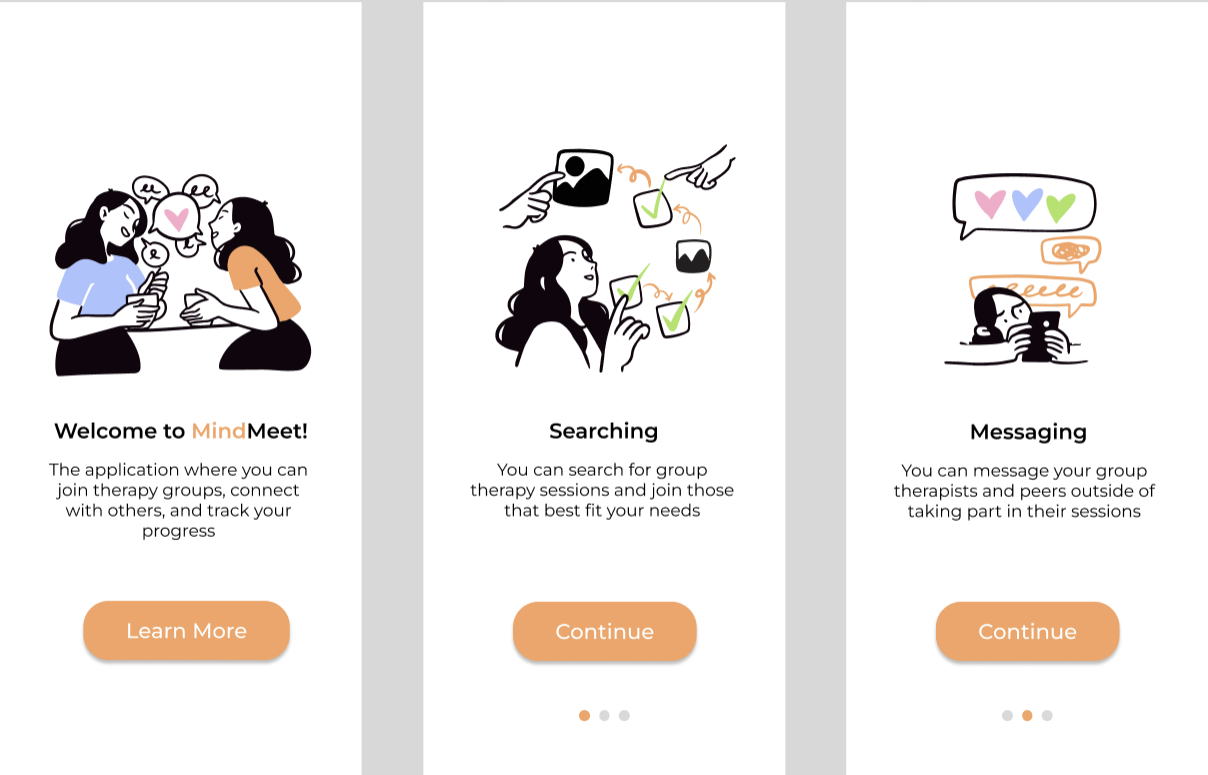 Welcome to MindMeet!
The application where you can
join therapy groups, connect
with others, and track your
progress
Learn More
Searching
You can search for group
therapy sessions and join those
that best fit your needs
Continue
Messaging
You can message your group
therapists and peers outside of
taking part in their sessions
Continue